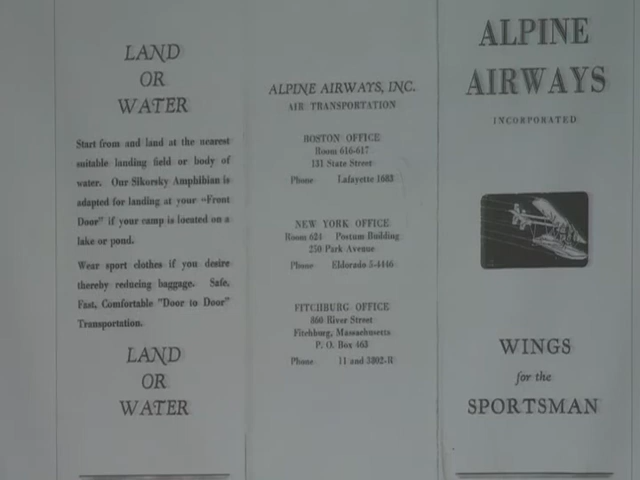 LAND
OR
WATER
Start from and land at the nearest
suitable landing field or body of
water. Our Sikorsky Amphibian is
adapted for landing at your "Front
Door" if your camp is located on a
lake or pond.
Wear sport clothes if you desire
thereby reducing baggage. Safe,
Fast, Comfortable "Door to Door"
Transportation.
LAND
OR
WATER
ALPINE AIRWAYS, INC.
AIR TRANSPORTATION
BOSTON OFFICE
Room 616-617
131 State Street
Phone Lafayette 1683
NEW YORK OFFICE
Room 624 Postum Building
250 Park Avenue
Phone Eldorado 5-4446
FITCHBURG OFFICE
860 River Street
Fitchburg, Massachusetts
P. O. Box 463
Phone 11 and 3802-R
ALPINE
AIRWAYS
INCORPORATED
WINGS
for the
SPORTSMAN